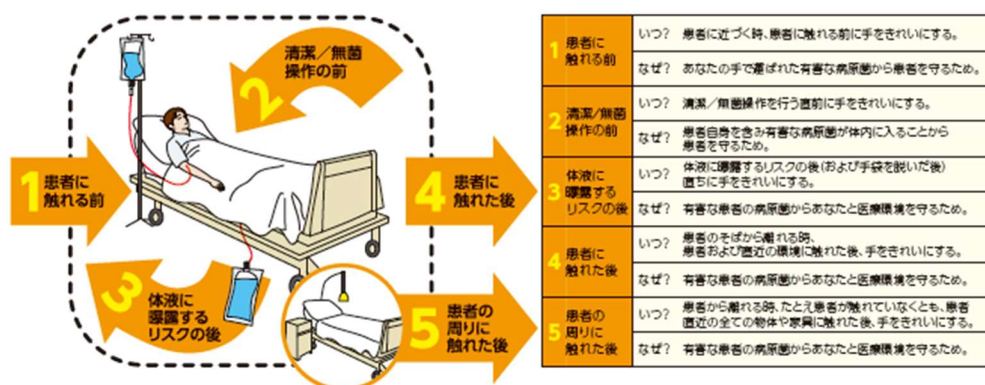 清潔／無菌
操作の前
2
1
患者に
触れる前
4
患者に
触れた後
3
体液に
曝露する
リスクの後
5
患者の
周りに
触れた後
1
患者に
触れる前
いつ? 患者に近づく時、患者に触れる前に手をきれいにする。
なぜ? あなたの手で運ばれた有害な病原菌から患者を守るため。
2
清潔/無菌
操作の前
いつ? 清潔／無菌操作を行う直前に手をきれいにする。
なぜ? 患者自身を含み有害な病原菌が体内に入ることから
患者を守るため。
3
体液に
曝露する
リスクの後
いつ? 体液に曝露するリスクの後(および手袋を脱いだ後)
直ちに手をきれいにする。
なぜ? 有害な患者の病原菌からあなたと医療環境を守るため。
4
患者に
触れた後
いつ? 患者のそばから離れる時、
患者および直近の環境に触れた後、手をきれいにする。
なぜ? 有害な患者の病原菌からあなたと医療環境を守るため。
5
患者の
周りに
触れた後
いつ? 患者から離れる時、たとえ患者が触れていなくとも、患者
直近の全ての物体や家具に触れた後、手をきれいにする。
なぜ? 有害な患者の病原菌からあなたと医療環境を守るため。